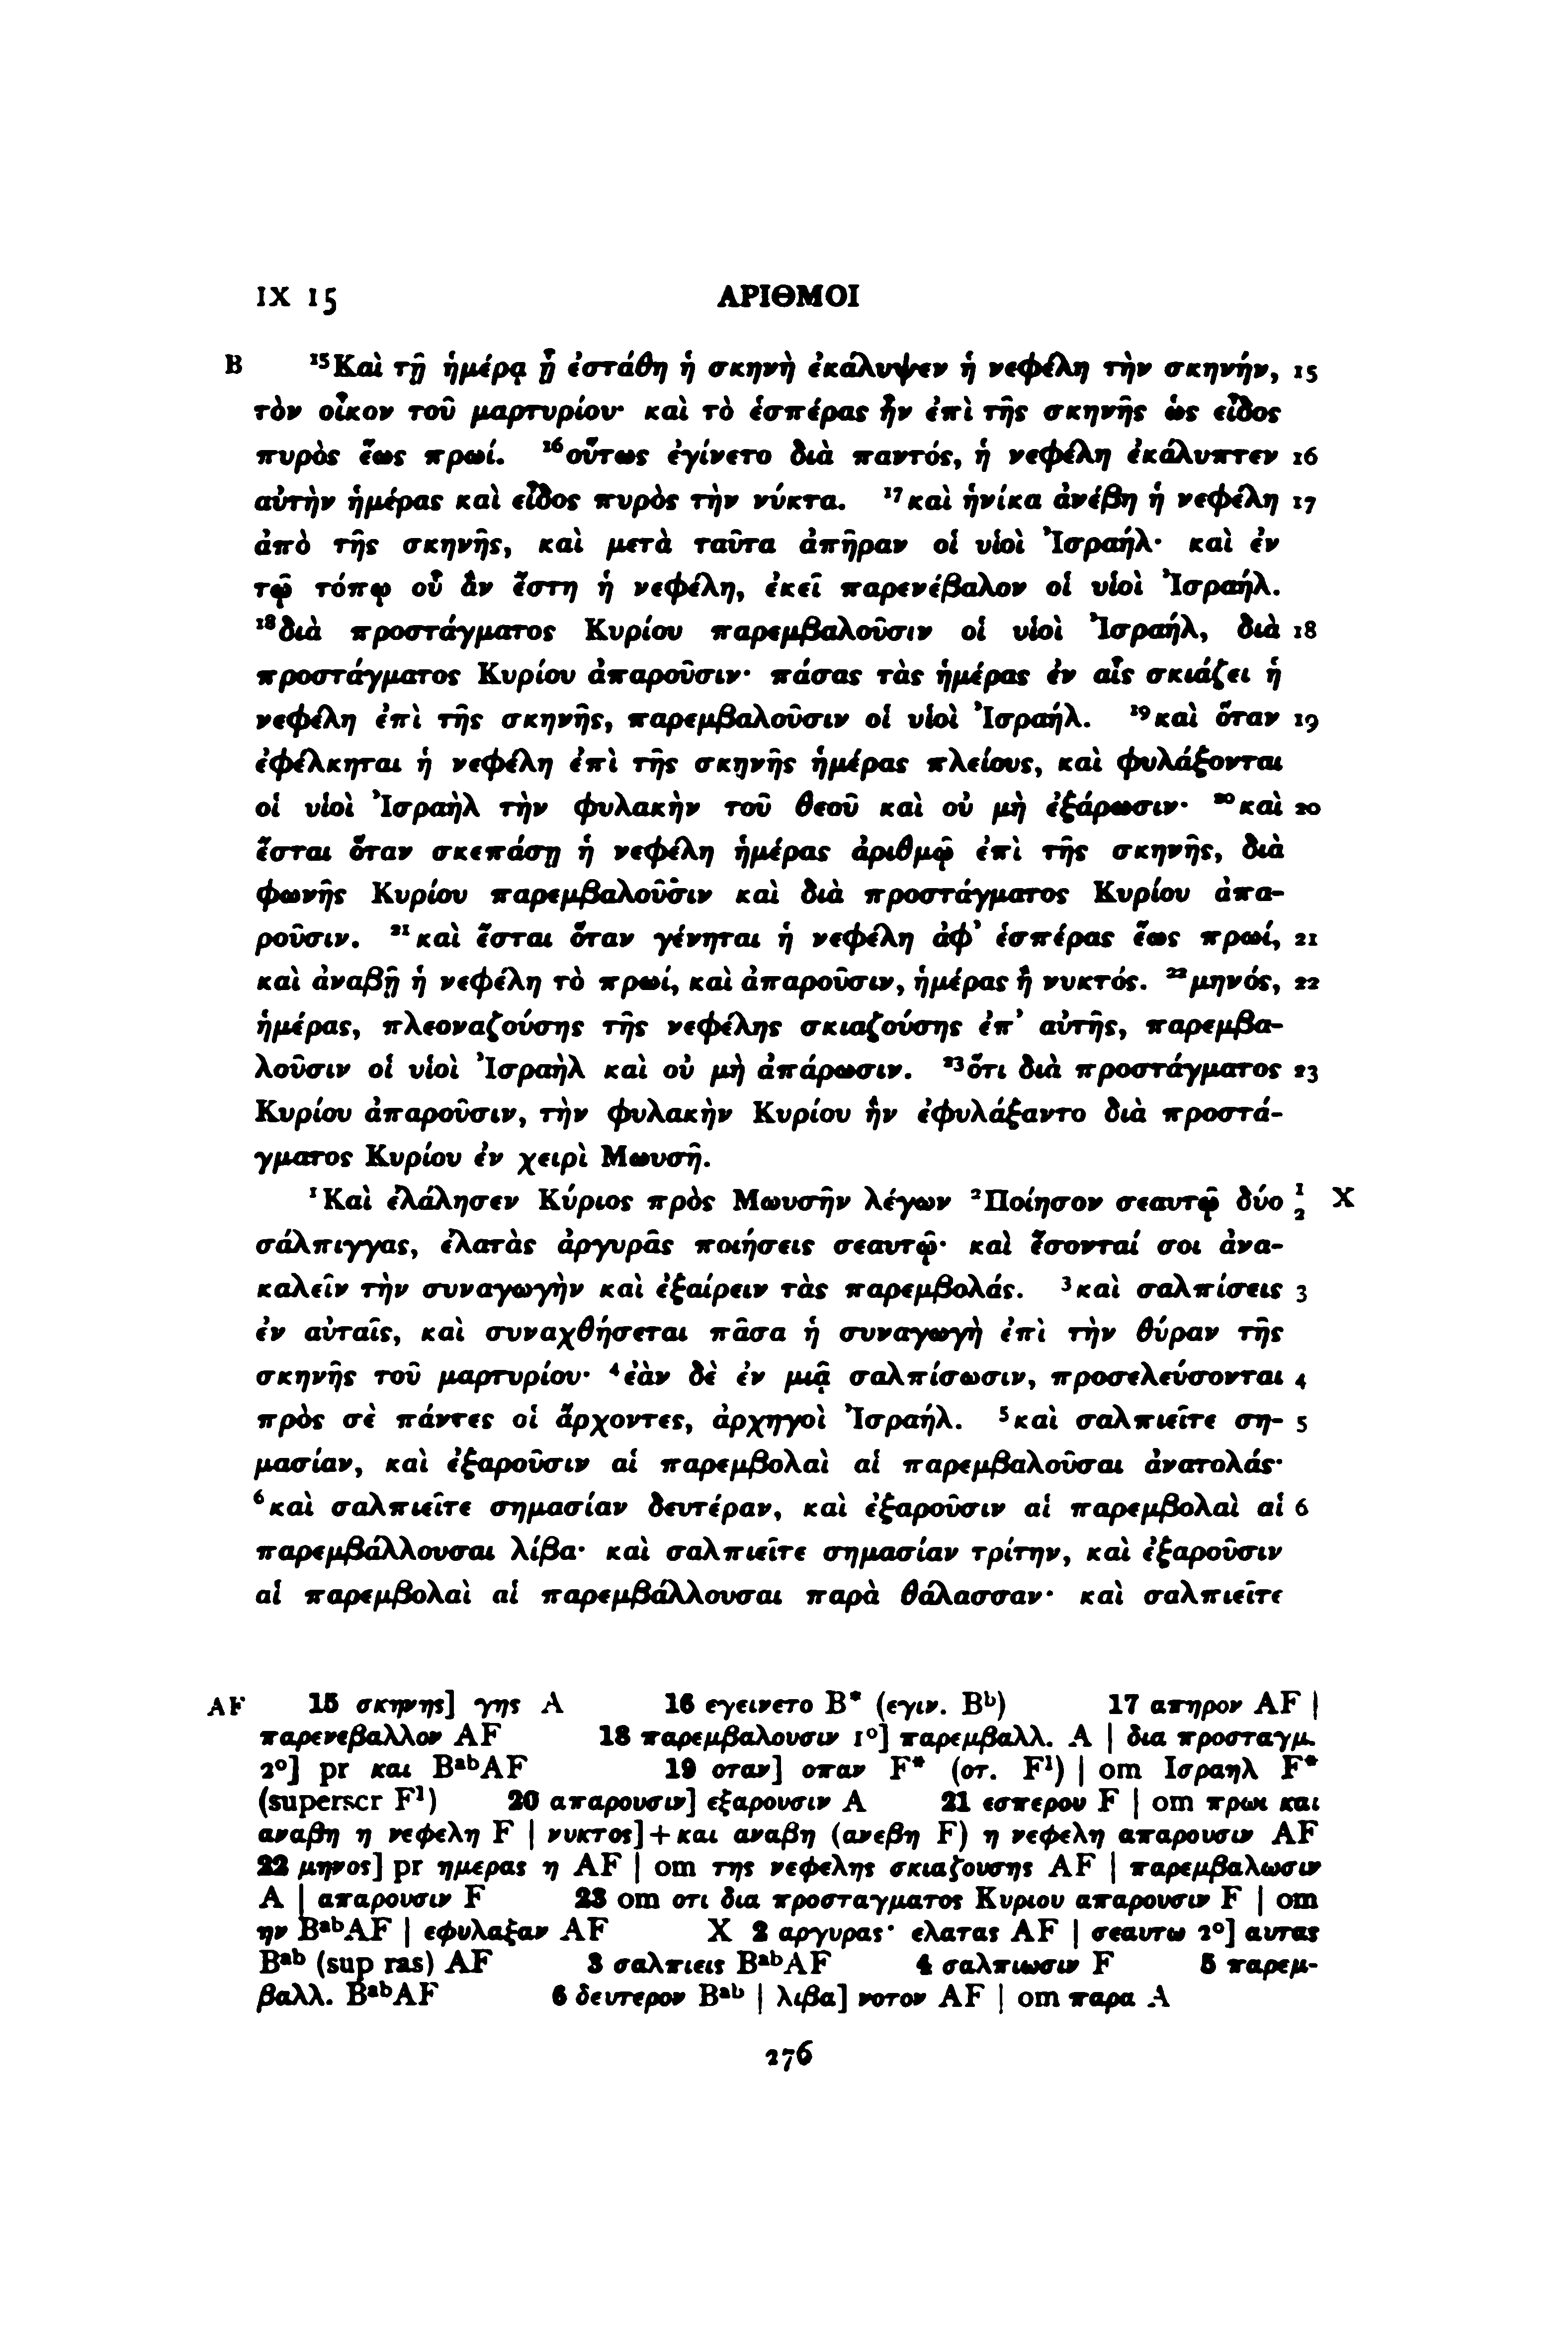 IX 15 ΑΡΙΘΜΟΙ
B ¹⁵Καὶ τῇ ἡμέρᾳ ᾗ ἐστάθη ἡ σκηνὴ ἐκάλυψεν ἡ νεφέλη τὴν σκηνήν, 15
τὸν οἶκον τοῦ μαρτυρίου· καὶ τὸ ἑσπέρας ἦν ἐπὶ τῆς σκηνῆς ὡς εἶδος
πυρὸς ἕως πρωί. ¹⁶οὕτως ἐγίνετο διὰ παντός, ἡ νεφέλη ἐκάλυπτεν 16
αὐτὴν ἡμέρας καὶ εἶδος πυρὸς τὴν νύκτα. ¹⁷καὶ ἡνίκα ἀνέβη ἡ νεφέλη 17
ἀπὸ τῆς σκηνῆς, καὶ μετὰ ταῦτα ἀπῆραν οἱ υἱοὶ Ἰσραήλ· καὶ ἐν
τῷ τόπῳ οὗ ἂν ἔστη ἡ νεφέλη, ἐκεῖ παρενέβαλον οἱ υἱοὶ Ἰσραήλ.
¹⁸διὰ προστάγματος Κυρίου παρεμβαλοῦσιν οἱ υἱοὶ Ἰσραήλ, διὰ 18
προστάγματος Κυρίου ἀπαροῦσιν· πάσας τὰς ἡμέρας ἐν αἷς σκιάζει ἡ
νεφέλη ἐπὶ τῆς σκηνῆς, παρεμβαλοῦσιν οἱ υἱοὶ Ἰσραήλ. ¹⁹καὶ ὅταν 19
ἐφέλκηται ἡ νεφέλη ἐπὶ τῆς σκηνῆς ἡμέρας πλείους, καὶ φυλάξονται
οἱ υἱοὶ Ἰσραὴλ τὴν φυλακὴν τοῦ θεοῦ καὶ οὐ μὴ ἐξάρωσιν· ²⁰καὶ 20
ἔσται ὅταν σκεπάσῃ ἡ νεφέλη ἡμέρας ἀριθμῷ ἐπὶ τῆς σκηνῆς, διὰ
φωνῆς Κυρίου παρεμβαλοῦσιν καὶ διὰ προστάγματος Κυρίου ἀπα-
ροῦσιν. ²¹καὶ ἔσται ὅταν γένηται ἡ νεφέλη ἀφ’ ἑσπέρας ἕως πρωί, 21
καὶ ἀναβῇ ἡ νεφέλη τὸ πρωί, καὶ ἀπαροῦσιν, ἡμέρας ἢ νυκτός. ²²μηνός, 22
ἡμέρας, πλεοναζούσης τῆς νεφέλης σκιαζούσης ἐπ’ αὐτῆς, παρεμβα-
λοῦσιν οἱ υἱοὶ Ἰσραὴλ καὶ οὐ μὴ ἀπάρωσιν. ²³ὅτι διὰ προστάγματος 23
Κυρίου ἀπαροῦσιν, τὴν φυλακὴν Κυρίου ἣν ἐφυλάξαντο διὰ προστά-
γματος Κυρίου ἐν χειρὶ Μωυσῆ.
¹Καὶ ἐλάλησεν Κύριος πρὸς Μωυσῆν λέγων ²Ποίησον σεαυτῷ δύο 1 2 X
σάλπιγγας, ἐλατὰς ἀργυρᾶς ποιήσεις σεαυτῷ· καὶ ἔσονταί σοι ἀνα-
καλεῖν τὴν συναγωγὴν καὶ ἐξαίρειν τὰς παρεμβολάς. ³καὶ σαλπίσεις 3
ἐν αὐταῖς, καὶ συναχθήσεται πᾶσα ἡ συναγωγὴ ἐπὶ τὴν θύραν τῆς
σκηνῆς τοῦ μαρτυρίου· ⁴ἐὰν δὲ ἐν μιᾷ σαλπίσωσιν, προσελεύσονται 4
πρὸς σὲ πάντες οἱ ἄρχοντες, ἀρχηγοὶ Ἰσραήλ. ⁵καὶ σαλπιεῖτε ση- 5
μασίαν, καὶ ἐξαροῦσιν αἱ παρεμβολαὶ αἱ παρεμβαλοῦσαι ἀνατολάς·
⁶καὶ σαλπιεῖτε σημασίαν δευτέραν, καὶ ἐξαροῦσιν αἱ παρεμβολαὶ αἱ 6
παρεμβάλλουσαι λίβα· καὶ σαλπιεῖτε σημασίαν τρίτην, καὶ ἐξαροῦσιν
αἱ παρεμβολαὶ αἱ παρεμβάλλουσαι παρὰ θάλασσαν· καὶ σαλπιεῖτε
AF 15 σκηνης] γης A 16 εγεινετο B* (εγιν. Bᵇ) 17 απηρον AF |
παρενεβαλλον AF 18 παρεμβαλουσιν 1º] παρεμβαλλ. A | δια προσταγμ.
2º] pr και BᵃᵇAF 19 οταν] οπαν F* (οτ. F¹) | om Ισραηλ F*
(superscr F¹) 20 απαρουσιν] εξαρουσιν A 21 εσπερου F | om πρωι και
αναβη η νεφελη F | νυκτος]+και αναβη (ανεβη F) η νεφελη απαρουσιν AF
22 μηνος] pr ημερας η AF | om της νεφελης σκιαζουσης AF | παρεμβαλωσιν
A | απαρουσιν F 23 om οτι δια προσταγματος Κυριου απαρουσιν F | om
ην BᵃᵇAF | εφυλαξαν AF X 2 αργυρας· ελατας AF | σεαυτω 2º] αυτας
Bᵃᵇ (sup ras) AF 3 σαλπιεις BᵃᵇAF 4 σαλπιωσιν F 5 παρεμ-
βαλλ. BᵃᵇAF 6 δευτερον Bᵃᵇ | λιβα] νοτον AF | om παρα A
276